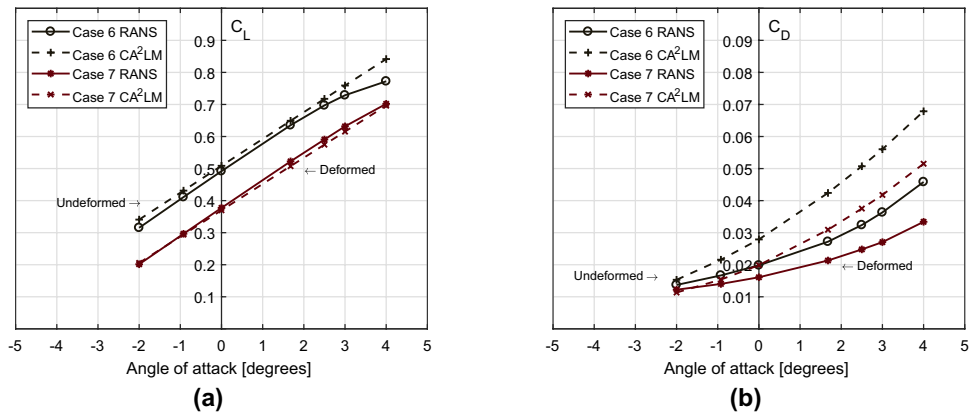 C_L
Case 6 RANS
Case 6 CA²LM
Case 7 RANS
Case 7 CA²LM
0.9
0.8
0.7
0.6
0.5
0.4
0.3
0.2
0.1
Undeformed →
← Deformed
-5 -4 -3 -2 -1 0 1 2 3 4 5
Angle of attack [degrees]
(a)
C_D
Case 6 RANS
Case 6 CA²LM
Case 7 RANS
Case 7 CA²LM
0.09
0.08
0.07
0.06
0.05
0.04
0.03
0.02
0.01
Undeformed →
← Deformed
-5 -4 -3 -2 -1 0 1 2 3 4 5
Angle of attack [degrees]
(b)